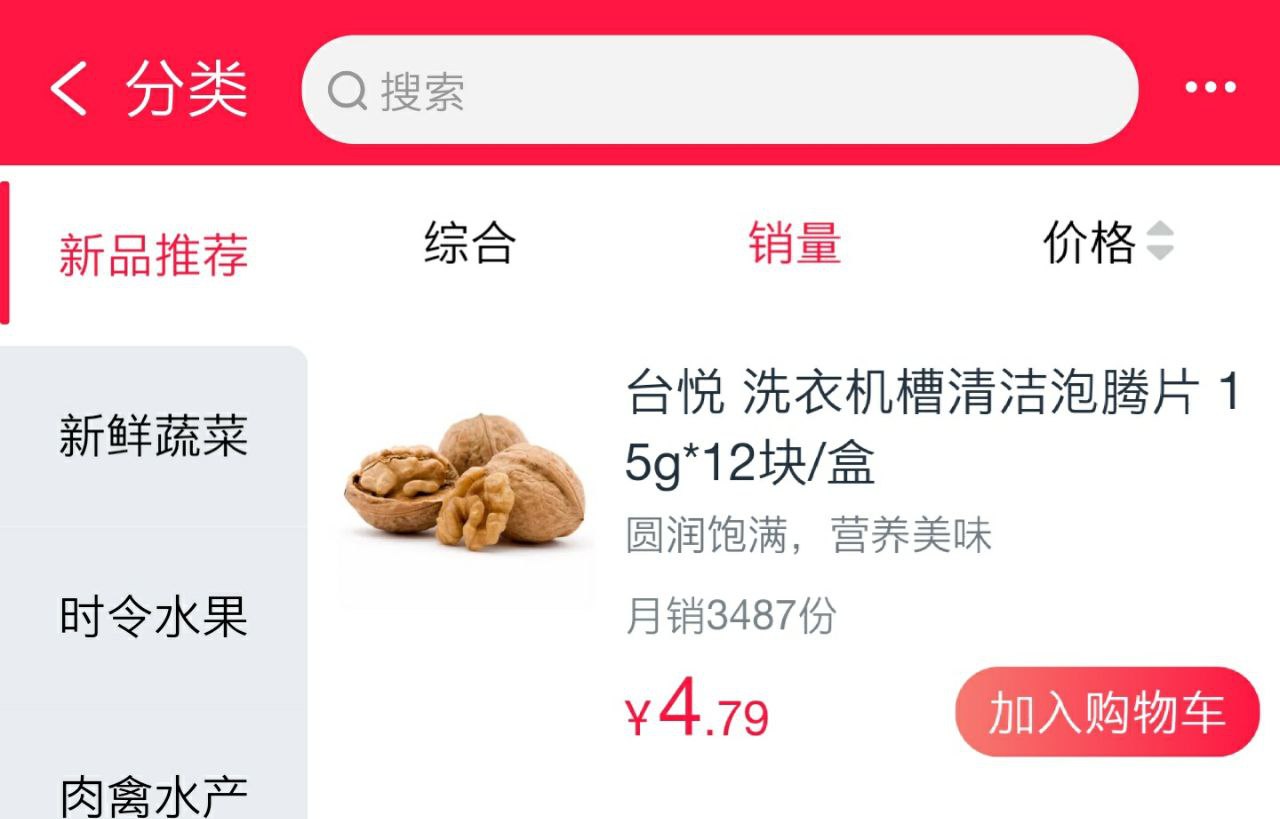 分类
搜索
新品推荐
综合
销量
价格
新鲜蔬菜
时令水果
肉禽水产
台悦 洗衣机槽清洁泡腾片 1
5g*12块/盒
圆润饱满，营养美味
月销3487份
¥4.79
加入购物车